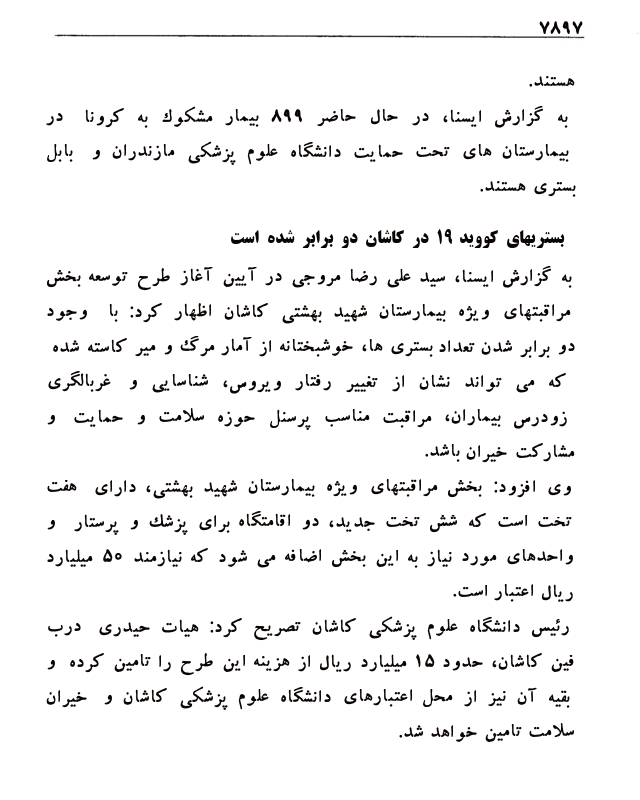 ۷۸۹۷
هستند.
به گزارش ایسنا، در حال حاضر ۸۹۹ بیمار مشکوك به کرونا در
بیمارستان های تحت حمایت دانشگاه علوم پزشکی مازندران و بابل
بستری هستند.
بستریهای کووید ۱۹ در کاشان دو برابر شده است
به گزارش ایسنا، سید علی رضا مروجی در آیین آغاز طرح توسعه بخش
مراقبتهای ویژه بیمارستان شهید بهشتی کاشان اظهار کرد: با وجود
دو برابر شدن تعداد بستری ها، خوشبختانه از آمار مرگ و میر کاسته شده
که می تواند نشان از تغییر رفتار ویروس، شناسایی و غربالگری
زودرس بیماران، مراقبت مناسب پرسنل حوزه سلامت و حمایت و
مشارکت خیران باشد.
وی افزود: بخش مراقبتهای ویژه بیمارستان شهید بهشتی، دارای هفت
تخت است که شش تخت جدید، دو اقامتگاه برای پزشك و پرستار و
واحدهای مورد نیاز به این بخش اضافه می شود که نیازمند ۵۰ میلیارد
ریال اعتبار است.
رئیس دانشگاه علوم پزشکی کاشان تصریح کرد: هیات حیدری درب
فین کاشان، حدود ۱۵ میلیارد ریال از هزینه این طرح را تامین کرده و
بقیه آن نیز از محل اعتبارهای دانشگاه علوم پزشکی کاشان و خیران
سلامت تامین خواهد شد.